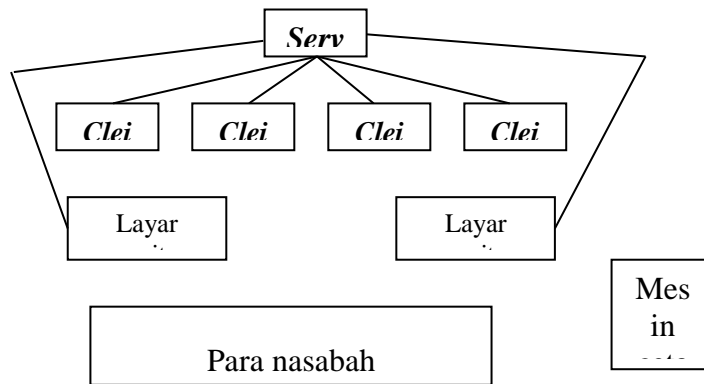 Serv
Clei
Clei
Clei
Clei
Layar
Layar
Mes
in
Para nasabah